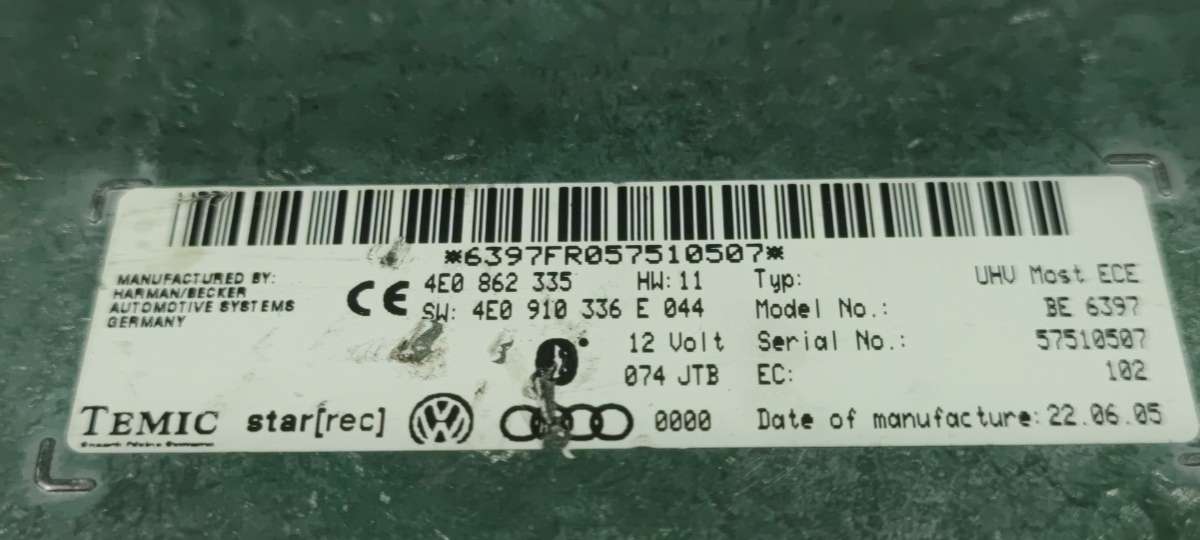 *6397FR057510507*
MANUFACTURED BY:
HARMAN/BECKER
AUTOMOTIVE SYSTEMS
GERMANY
CE
4E0 862 335 HW: 11
SW: 4E0 910 336 E 044
12 Volt
074 JTB
0000
Typ: UHV Most ECE
Model No.: BE 6397
Serial No.: 57510507
EC: 102
Date of manufacture: 22.06.05
TEMIC
star[rec]